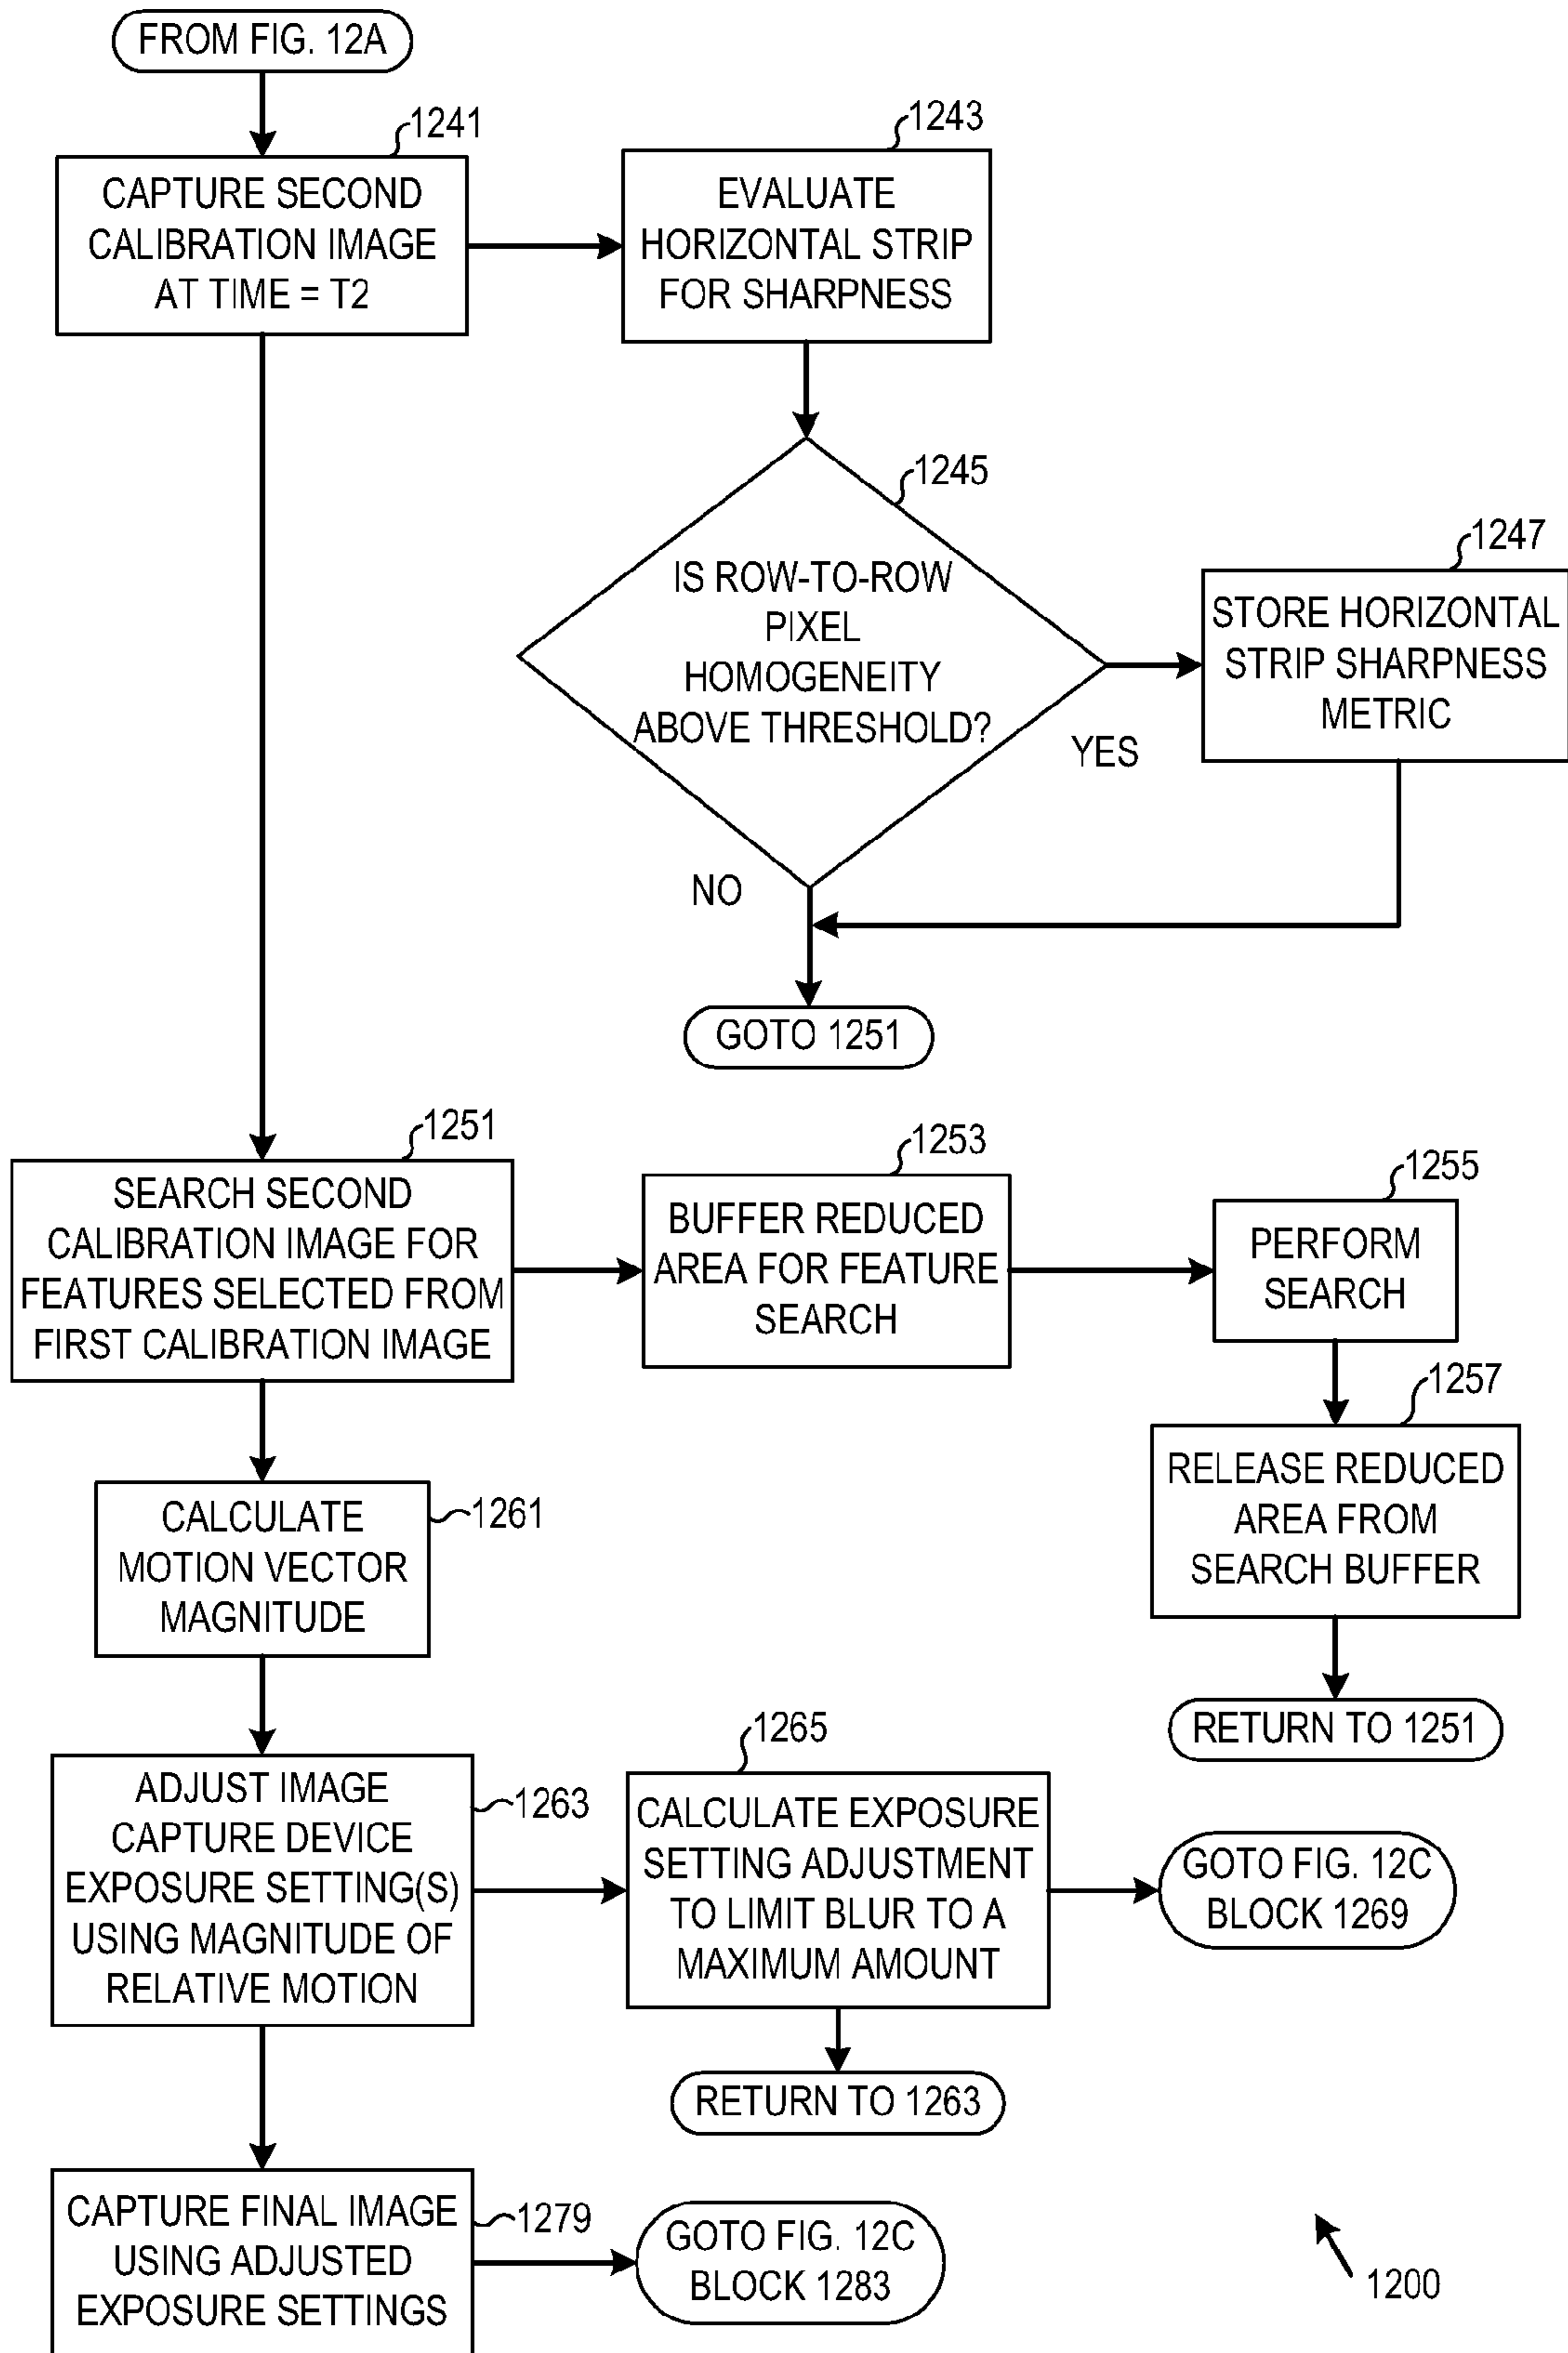 FROM FIG. 12A
1241
CAPTURE SECOND
CALIBRATION IMAGE
AT TIME = T2
1243
EVALUATE
HORIZONTAL STRIP
FOR SHARPNESS
1245
IS ROW-TO-ROW
PIXEL
HOMOGENEITY
ABOVE THRESHOLD?
YES
NO
1247
STORE HORIZONTAL
STRIP SHARPNESS
METRIC
GOTO 1251
1251
SEARCH SECOND
CALIBRATION IMAGE FOR
FEATURES SELECTED FROM
FIRST CALIBRATION IMAGE
1253
BUFFER REDUCED
AREA FOR FEATURE
SEARCH
1255
PERFORM
SEARCH
1257
RELEASE REDUCED
AREA FROM
SEARCH BUFFER
RETURN TO 1251
1261
CALCULATE
MOTION VECTOR
MAGNITUDE
1263
ADJUST IMAGE
CAPTURE DEVICE
EXPOSURE SETTING(S)
USING MAGNITUDE OF
RELATIVE MOTION
1265
CALCULATE EXPOSURE
SETTING ADJUSTMENT
TO LIMIT BLUR TO A
MAXIMUM AMOUNT
GOTO FIG. 12C
BLOCK 1269
RETURN TO 1263
1279
CAPTURE FINAL IMAGE
USING ADJUSTED
EXPOSURE SETTINGS
GOTO FIG. 12C
BLOCK 1283
1200